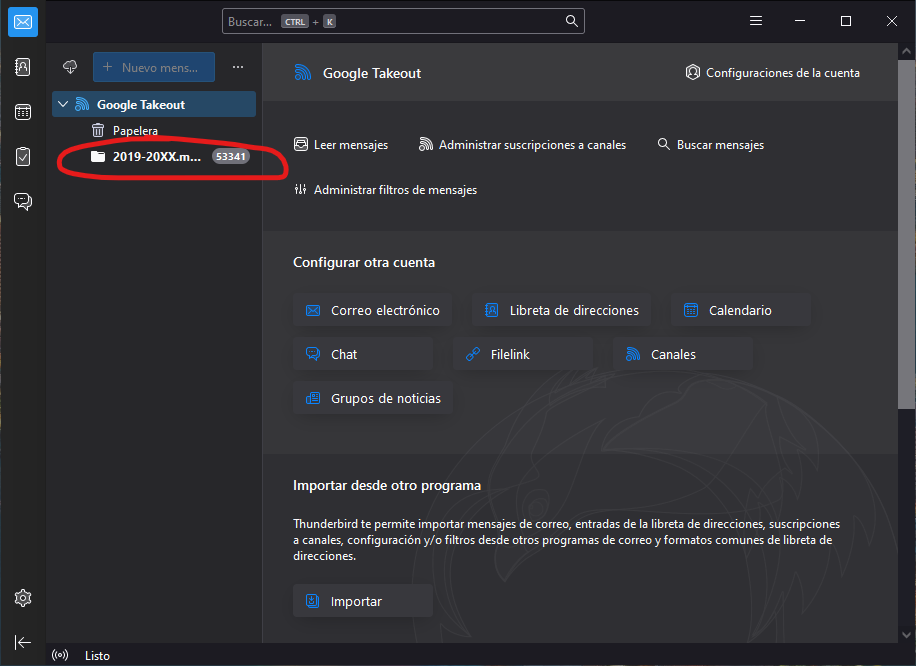 Buscar... CTRL + K
Nuevo mens...
Google Takeout
Papelera
2019-20XX.m... 53341
Google Takeout
Configuraciones de la cuenta
Leer mensajes
Administrar suscripciones a canales
Buscar mensajes
Administrar filtros de mensajes
Configurar otra cuenta
Correo electrónico
Libreta de direcciones
Calendario
Chat
Filelink
Canales
Grupos de noticias
Importar desde otro programa
Thunderbird te permite importar mensajes de correo, entradas de la libreta de direcciones, suscripciones
a canales, configuración y/o filtros desde otros programas de correo y formatos comunes de libreta de
direcciones.
Importar
Listo